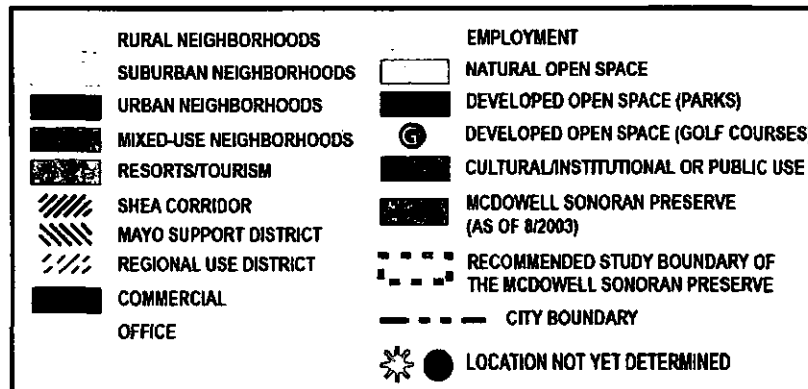 RURAL NEIGHBORHOODS
SUBURBAN NEIGHBORHOODS
URBAN NEIGHBORHOODS
MIXED-USE NEIGHBORHOODS
RESORTS/TOURISM
SHEA CORRIDOR
MAYO SUPPORT DISTRICT
REGIONAL USE DISTRICT
COMMERCIAL
OFFICE
EMPLOYMENT
NATURAL OPEN SPACE
DEVELOPED OPEN SPACE (PARKS)
G DEVELOPED OPEN SPACE (GOLF COURSES
CULTURAL/INSTITUTIONAL OR PUBLIC USE
MCDOWELL SONORAN PRESERVE
(AS OF 8/2003)
RECOMMENDED STUDY BOUNDARY OF
THE MCDOWELL SONORAN PRESERVE
CITY BOUNDARY
LOCATION NOT YET DETERMINED